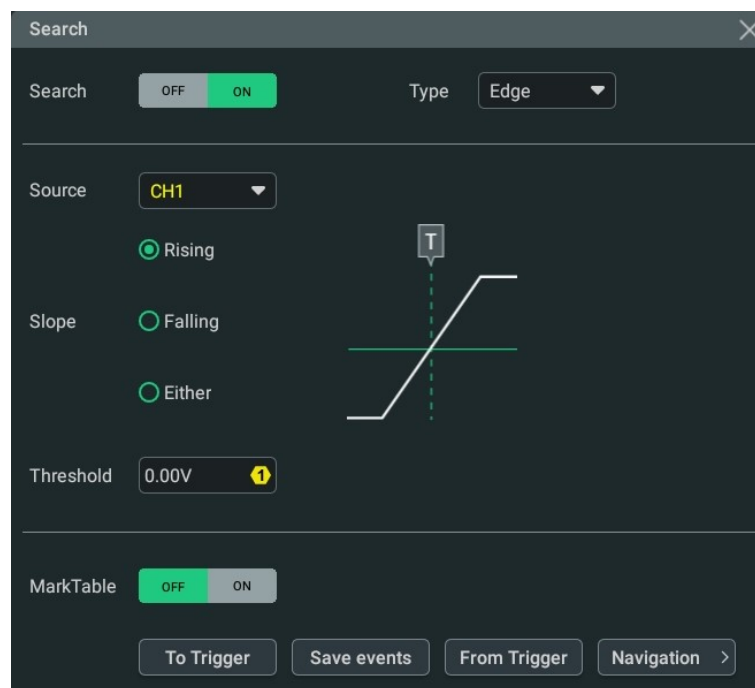 Search
Search OFF ON Type Edge
Source CH1
Rising
T
Slope Falling
Either
Threshold 0.00V 1
MarkTable OFF ON
To Trigger Save events From Trigger Navigation >